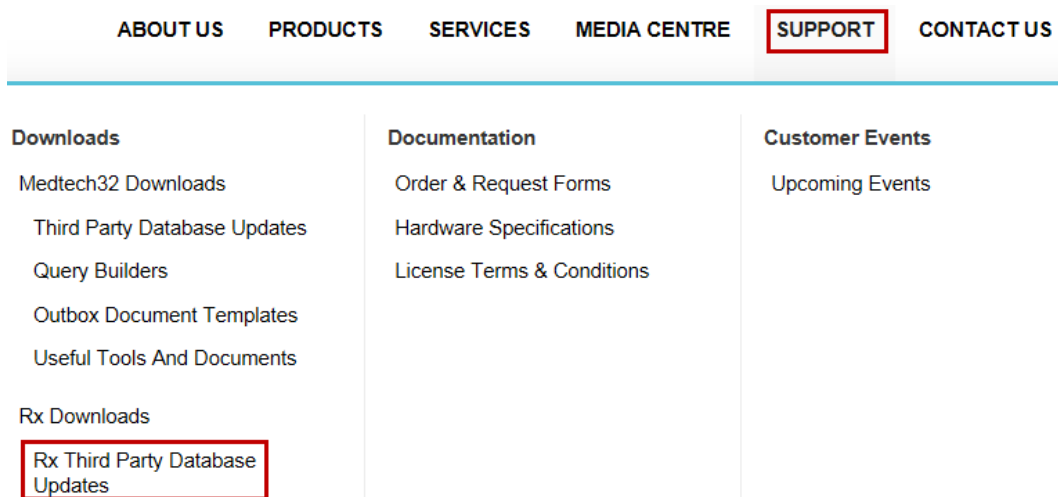 ABOUT US PRODUCTS SERVICES MEDIA CENTRE SUPPORT CONTACT US
Downloads
Medtech32 Downloads
Third Party Database Updates
Query Builders
Outbox Document Templates
Useful Tools And Documents
Rx Downloads
Rx Third Party Database
Updates
Documentation
Order & Request Forms
Hardware Specifications
License Terms & Conditions
Customer Events
Upcoming Events